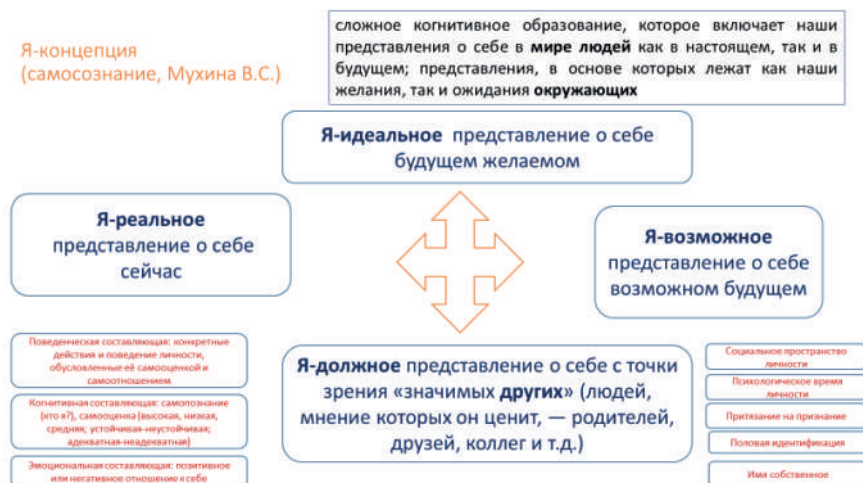 Я-концепция
(самосознание, Мухина В.С.)
сложное когнитивное образование, которое включает наши
представления о себе в мире людей как в настоящем, так и в
будущем; представления, в основе которых лежат как наши
желания, так и ожидания окружающих
Я-идеальное представление о себе
будущем желаемом
Я-реальное
представление о себе
сейчас
Я-возможное
представление о себе
возможном будущем
Я-должное представление о себе с точки
зрения «значимых других» (людей,
мнение которых он ценит, — родителей,
друзей, коллег и т.д.)
Поведенческая составляющая: конкретные
действия и поведение личности,
обусловленные её самооценкой и
самоотношением
Когнитивная составляющая: самопознание
(кто я?), самооценка (высокая, низкая,
средняя; устойчивая-неустойчивая;
адекватная-неадекватная)
Эмоциональная составляющая: позитивное
или негативное отношение к себе
Социальное пространство
личности
Психологическое время
личности
Притязание на признание
Половая идентификация
Имя собственное